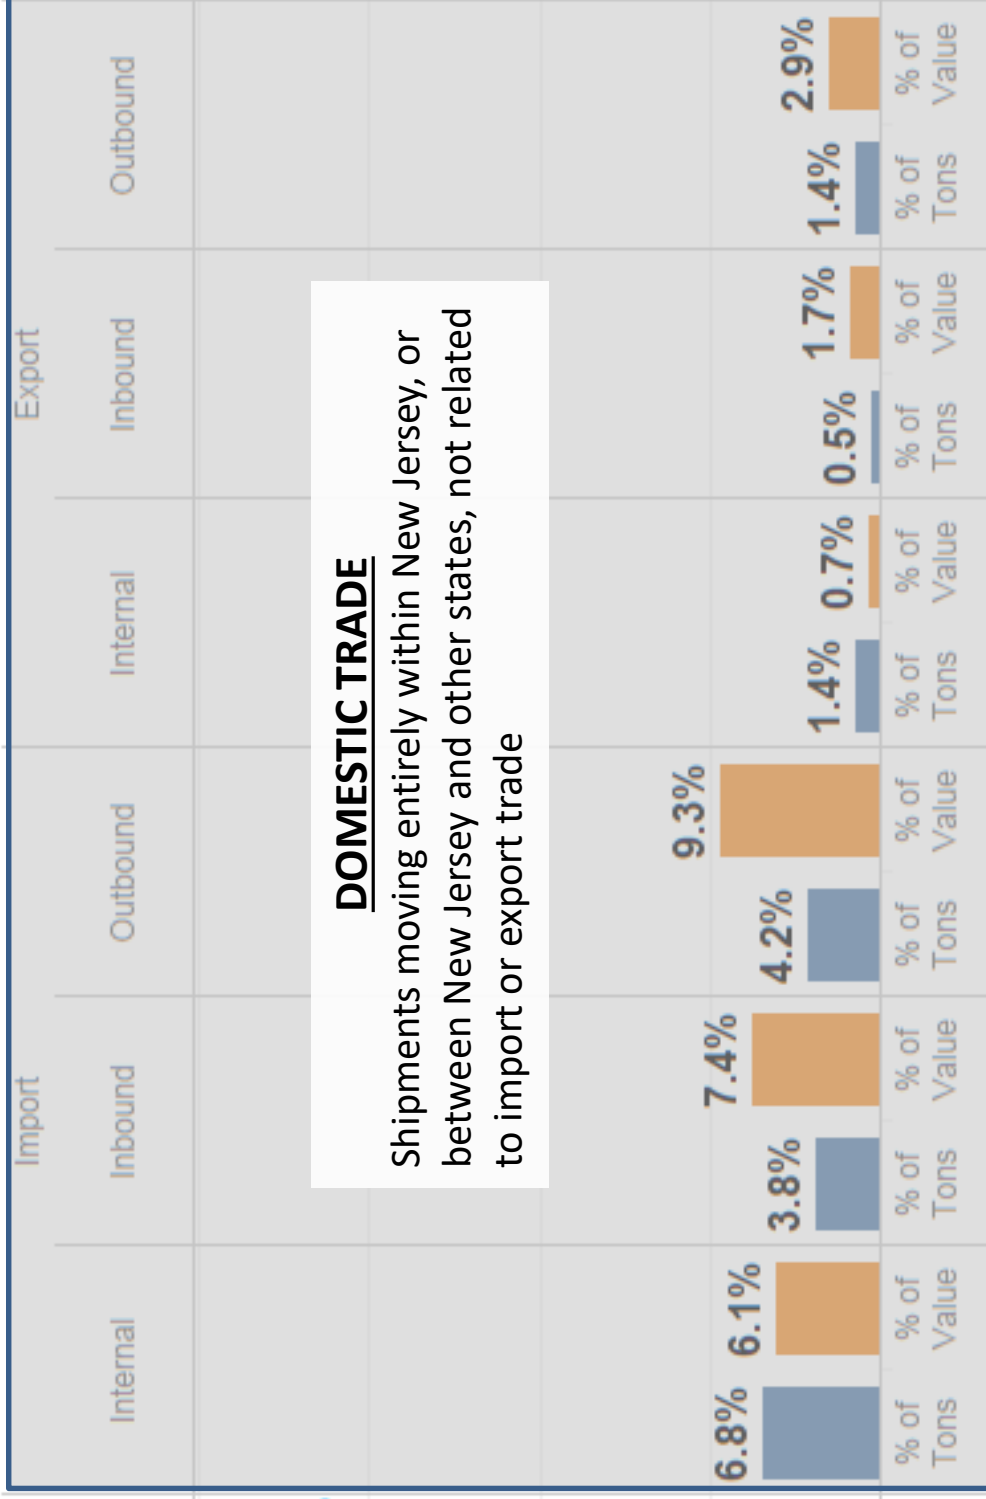 Import
Export
Internal
Inbound
Outbound
Internal
Inbound
Outbound
DOMESTIC TRADE
Shipments moving entirely within New Jersey, or
between New Jersey and other states, not related
to import or export trade
6.8%
6.1%
3.8%
7.4%
4.2%
9.3%
1.4%
0.7%
0.5%
1.7%
1.4%
2.9%
% of
Tons
% of
Value
% of
Tons
% of
Value
% of
Tons
% of
Value
% of
Tons
% of
Value
% of
Tons
% of
Value
% of
Tons
% of
Value